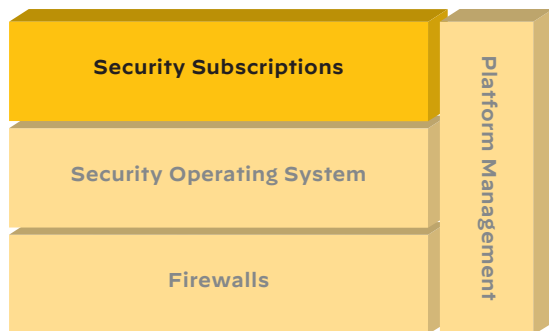 Security Subscriptions
Security Operating System
Firewalls
Platform Management